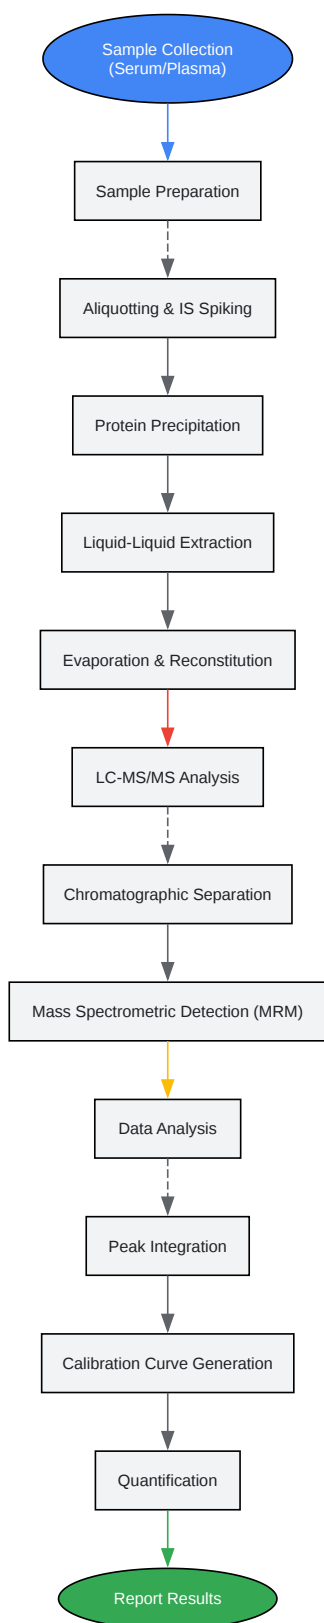 Sample Collection
(Serum/Plasma)
Sample Preparation
Aliquotting & IS Spiking
Protein Precipitation
Liquid-Liquid Extraction
Evaporation & Reconstitution
LC-MS/MS Analysis
Chromatographic Separation
Mass Spectrometric Detection (MRM)
Data Analysis
Peak Integration
Calibration Curve Generation
Quantification
Report Results